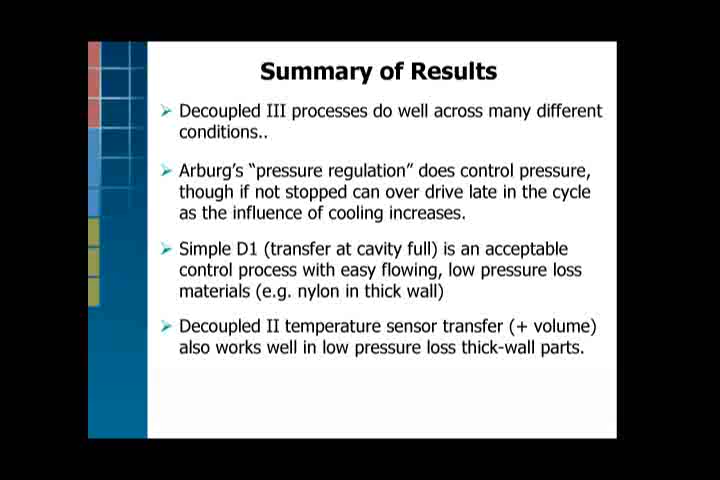 Summary of Results
Decoupled III processes do well across many different
conditions..
Arburg's "pressure regulation" does control pressure,
though if not stopped can over drive late in the cycle
as the influence of cooling increases.
Simple D1 (transfer at cavity full) is an acceptable
control process with easy flowing, low pressure loss
materials (e.g. nylon in thick wall)
Decoupled II temperature sensor transfer (+ volume)
also works well in low pressure loss thick-wall parts.